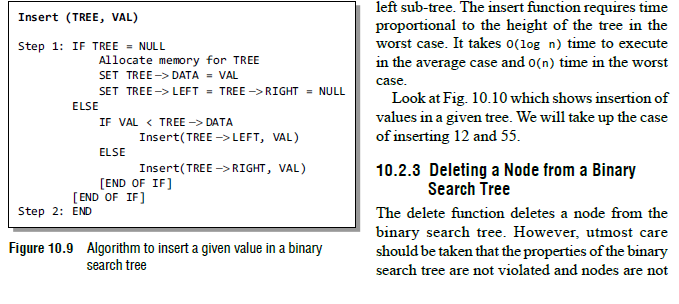 Insert (TREE, VAL)
Step 1: IF TREE = NULL
Allocate memory for TREE
SET TREE -> DATA = VAL
SET TREE -> LEFT = TREE -> RIGHT = NULL
ELSE
IF VAL < TREE -> DATA
Insert(TREE -> LEFT, VAL)
ELSE
Insert(TREE -> RIGHT, VAL)
[END OF IF]
[END OF IF]
Step 2: END
Figure 10.9 Algorithm to insert a given value in a binary
search tree
left sub-tree. The insert function requires time
proportional to the height of the tree in the
worst case. It takes O(log n) time to execute
in the average case and O(n) time in the worst
case.
Look at Fig. 10.10 which shows insertion of
values in a given tree. We will take up the case
of inserting 12 and 55.
10.2.3 Deleting a Node from a Binary
Search Tree
The delete function deletes a node from the
binary search tree. However, utmost care
should be taken that the properties of the binary
search tree are not violated and nodes are not